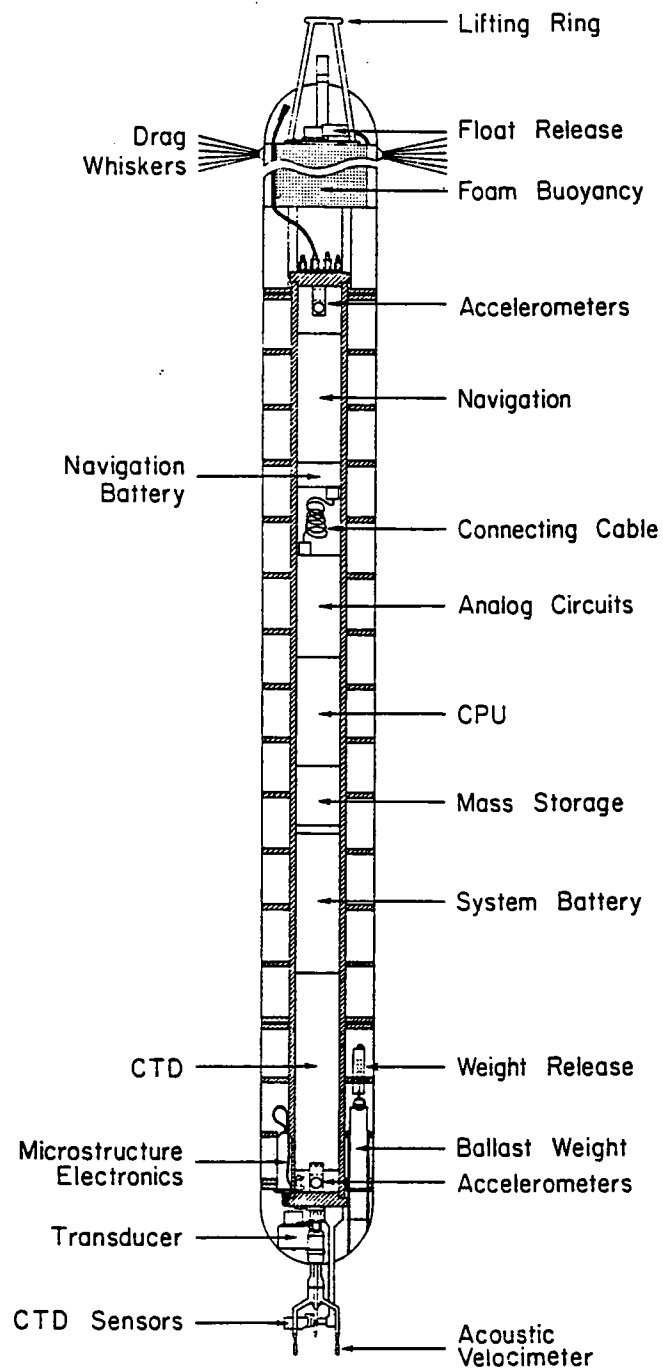 Lifting Ring
Drag
Whiskers
Float Release
Foam Buoyancy
Accelerometers
Navigation
Navigation
Battery
Connecting Cable
Analog Circuits
CPU
Mass Storage
System Battery
CTD
Weight Release
Microstructure
Electronics
Ballast Weight
Accelerometers
Transducer
CTD Sensors
Acoustic
Velocimeter